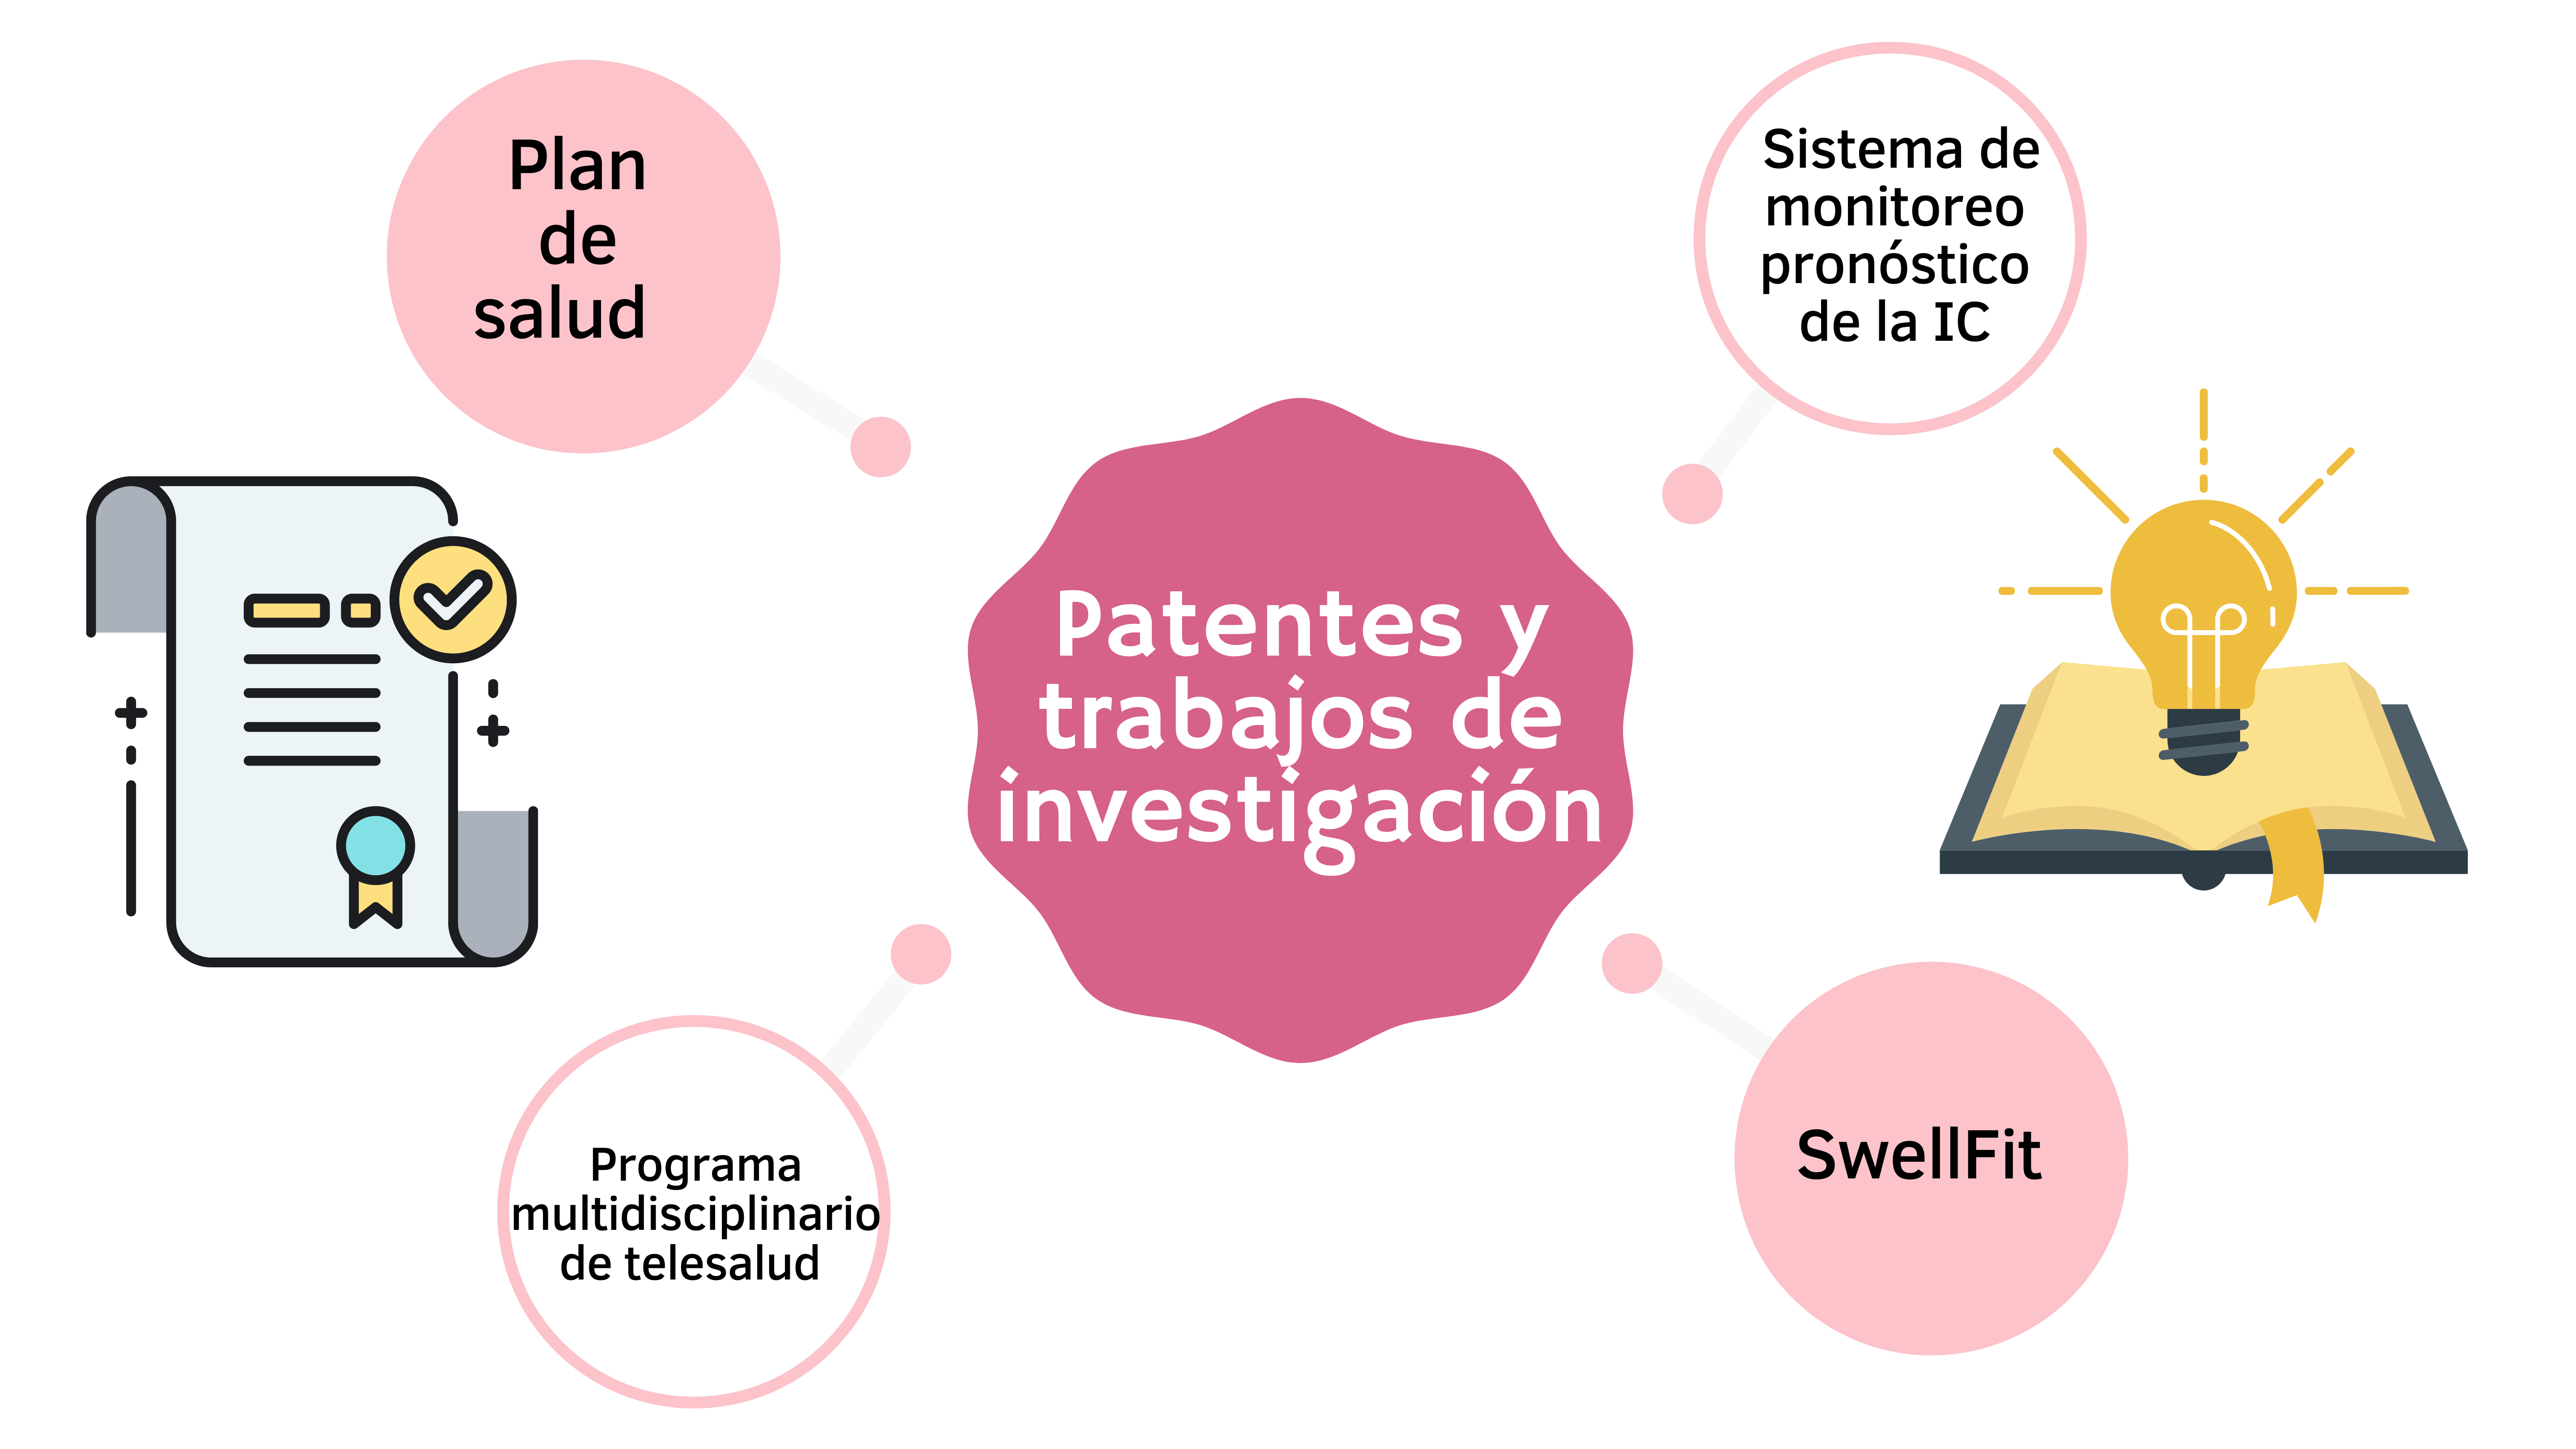 Plan
de
salud
Sistema de
monitoreo
pronóstico
de la IC
Patentes y
trabajos de
investigación
Programa
multidisciplinario
de telesalud
SwellFit